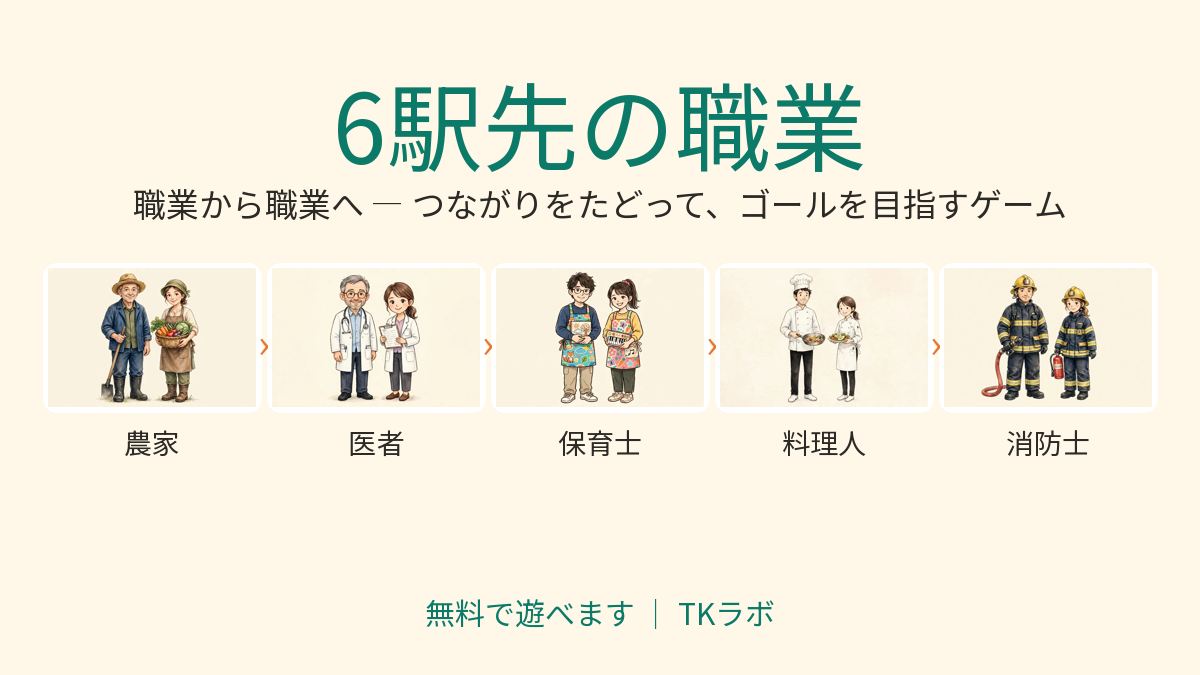 6駅先の職業
職業から職業へ ― つながりをたどって、ゴールを目指すゲーム
農家 › 医者 › 保育士 › 料理人 › 消防士
無料で遊べます ｜ TKラボ